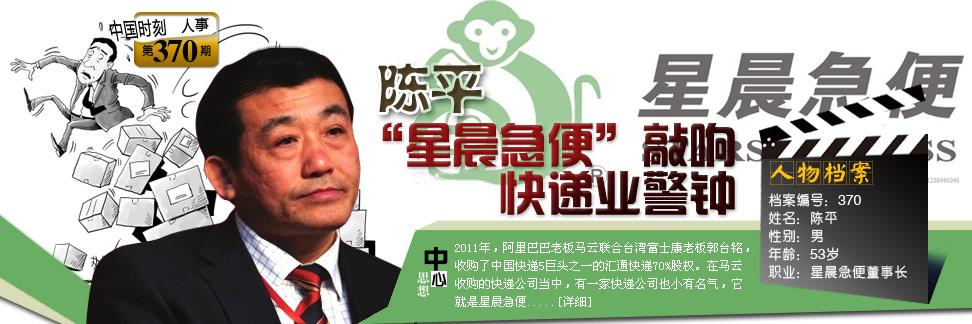 中国时刻 人事
第370期
星晨急便
陈平
“星晨急便”敲响
快递业警钟
人物档案
档案编号：370
姓名：陈平
性别：男
年龄：53岁
职业：星晨急便董事长
中心
思想
2011年，阿里巴巴老板马云联合台湾富士康老板郭台铭，
收购了中国快递5巨头之一的汇通快递70%股权。在马云
收购的快递公司当中，有一家快递公司也小有名气，它
就是星晨急便.....[详细]